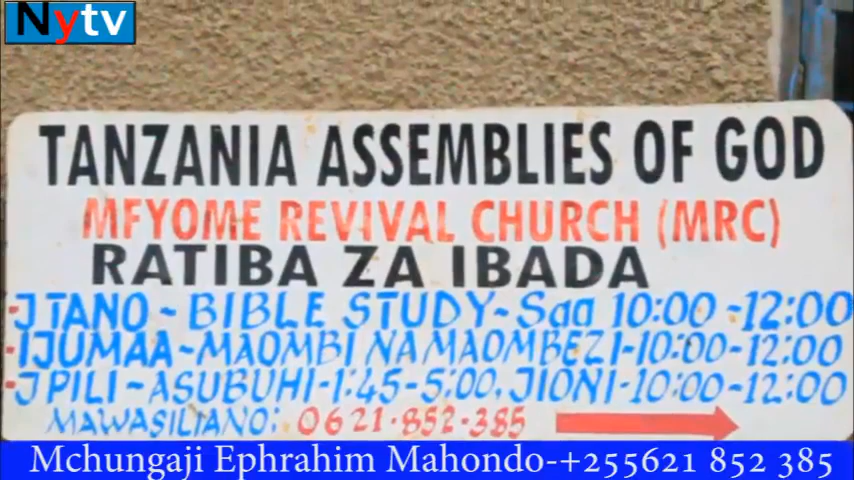 Nytv
TANZANIA ASSEMBLIES OF GOD
MFYOME REVIVAL CHURCH (MRC)
RATIBA ZA IBADA
-J TANO - BIBLE STUDY - Saa 10:00 - 12:00
-IJUMAA - MAOMBI NA MAOMBEZI - 10:00 - 12:00
-J PILI - ASUBUHI - 1:45 - 5:00, JIONI - 10:00 - 12:00
MAWASILIANO: 0621-852-385
Mchungaji Ephrahim Mahondo-+255621 852 385